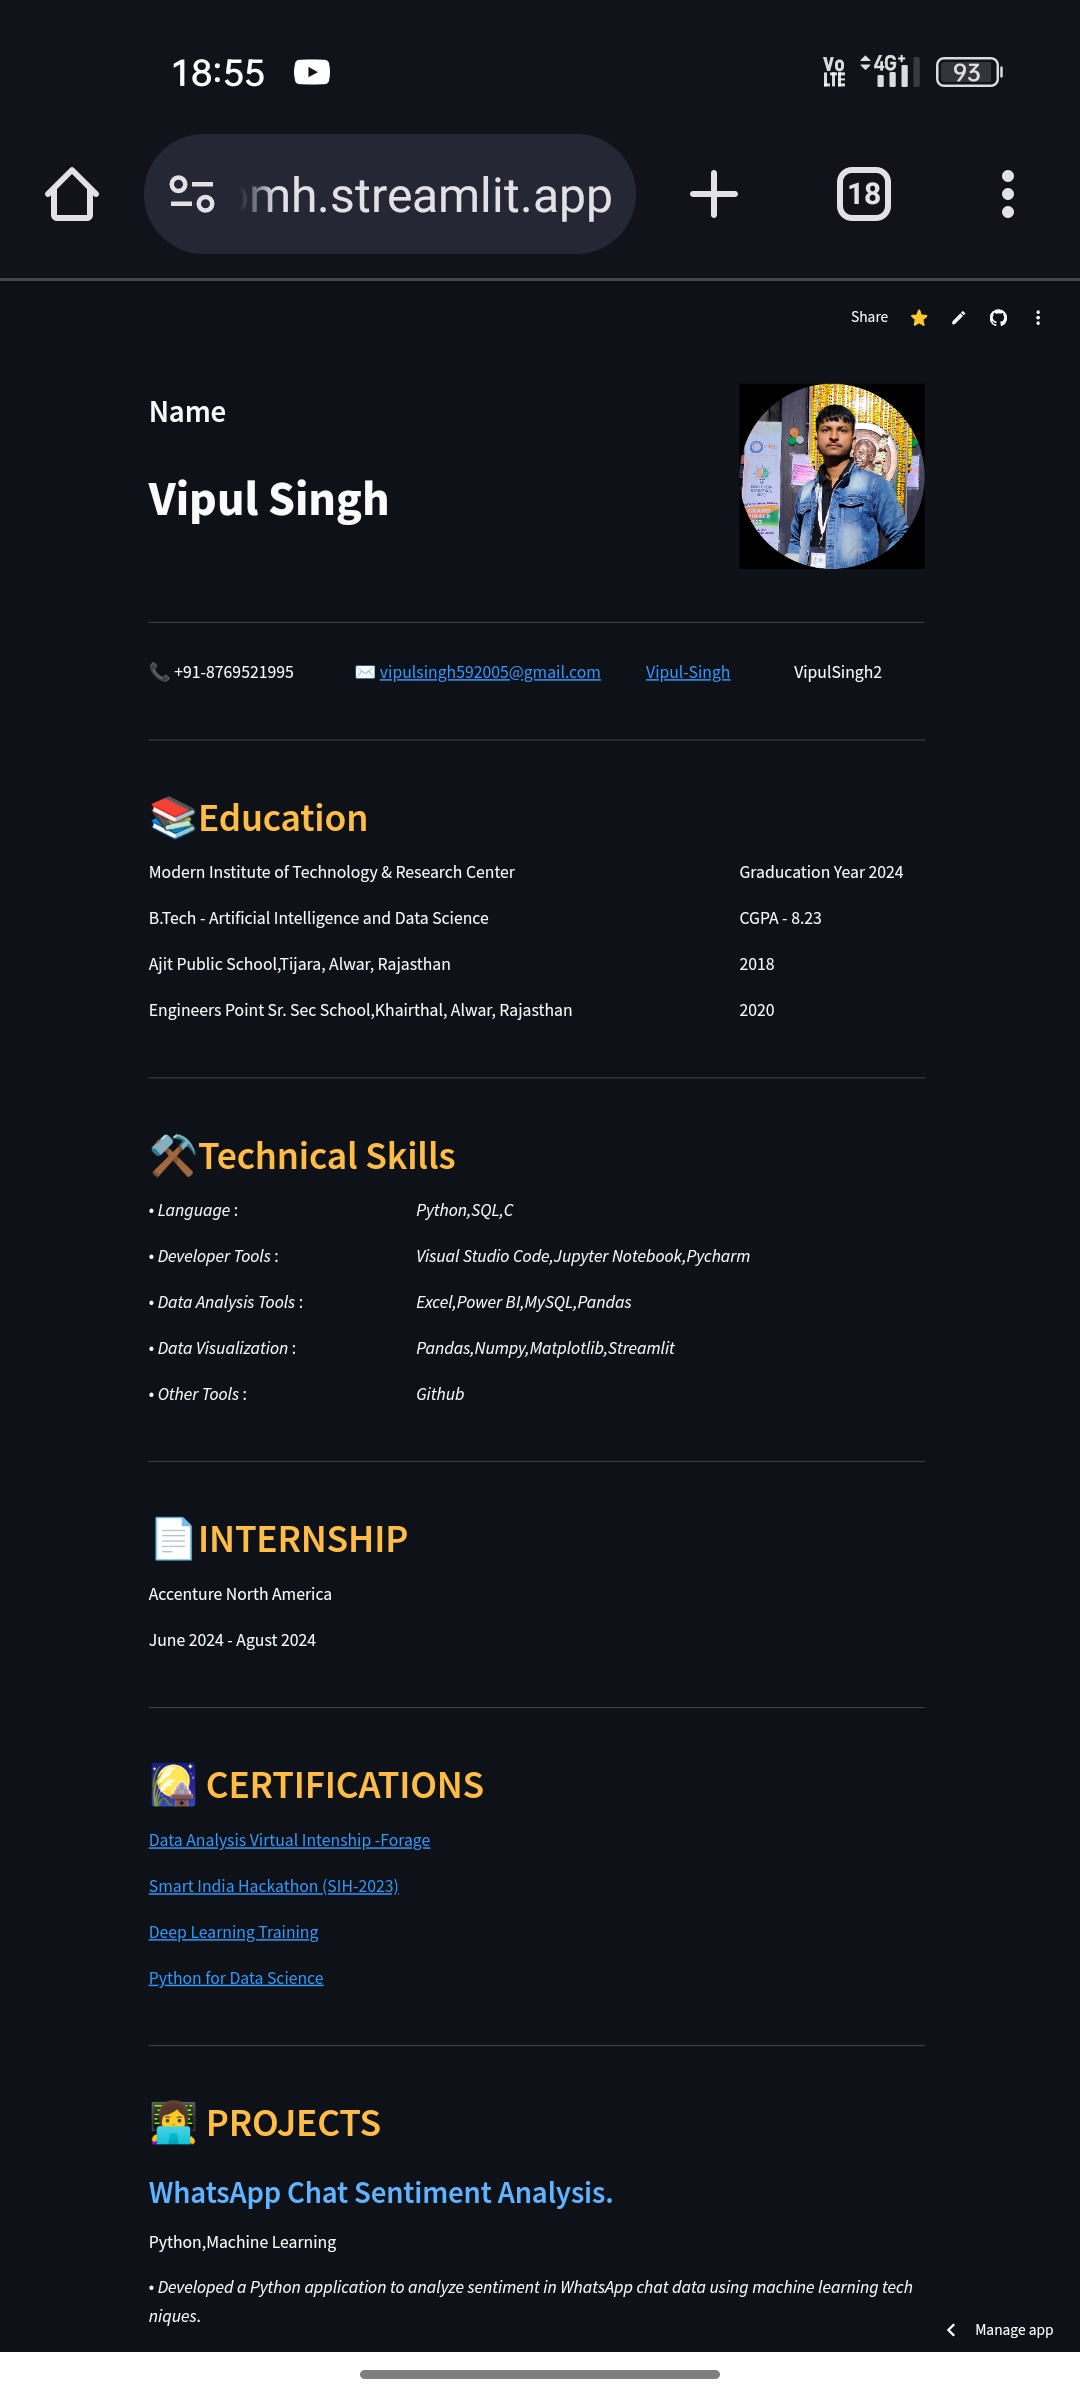 18:55
Vo LTE 4G+ 93
mh.streamlit.app
18
Share
Name
Vipul Singh
+91-8769521995 vipulsingh592005@gmail.com Vipul-Singh VipulSingh2
Education
Modern Institute of Technology & Research Center Graducation Year 2024
B.Tech - Artificial Intelligence and Data Science CGPA - 8.23
Ajit Public School,Tijara, Alwar, Rajasthan 2018
Engineers Point Sr. Sec School,Khairthal, Alwar, Rajasthan 2020
Technical Skills
• Language : Python,SQL,C
• Developer Tools : Visual Studio Code,Jupyter Notebook,Pycharm
• Data Analysis Tools : Excel,Power BI,MySQL,Pandas
• Data Visualization : Pandas,Numpy,Matplotlib,Streamlit
• Other Tools : Github
INTERNSHIP
Accenture North America
June 2024 - Agust 2024
CERTIFICATIONS
Data Analysis Virtual Intenship -Forage
Smart India Hackathon (SIH-2023)
Deep Learning Training
Python for Data Science
PROJECTS
WhatsApp Chat Sentiment Analysis.
Python,Machine Learning
• Developed a Python application to analyze sentiment in WhatsApp chat data using machine learning tech
niques.
Manage app